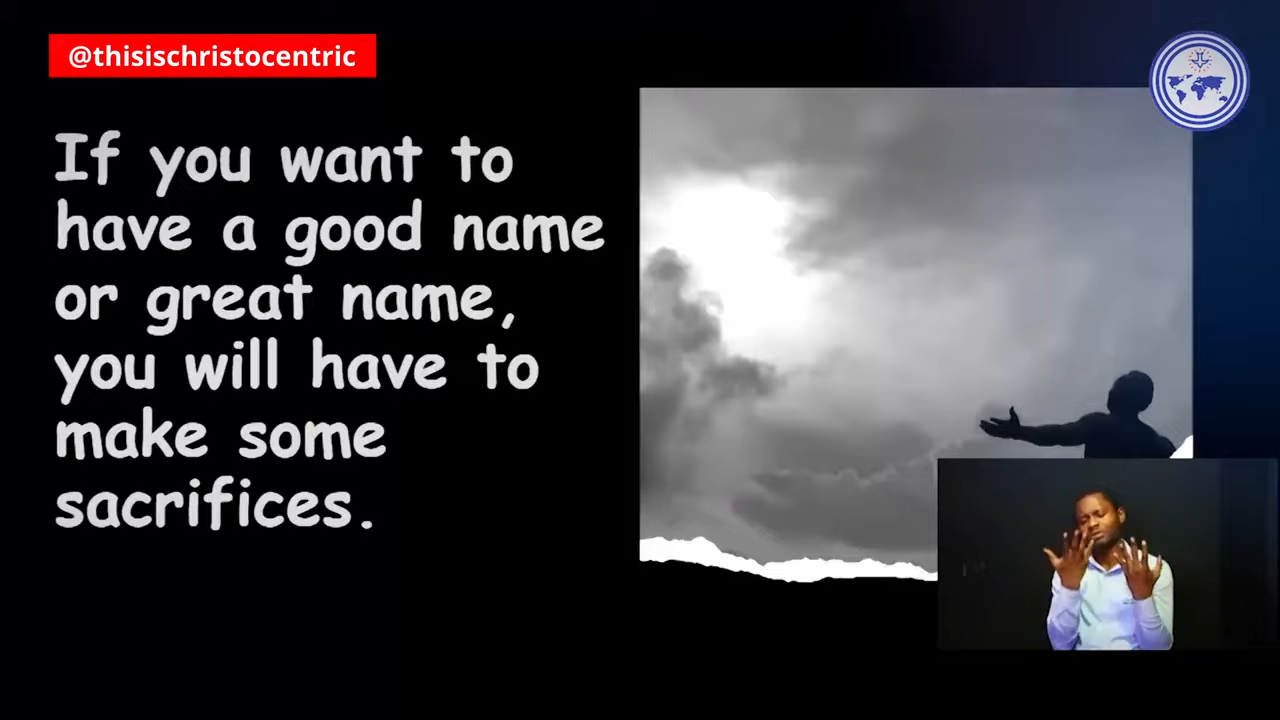 @thisischristocentric
If you want to
have a good name
or great name,
you will have to
make some
sacrifices.